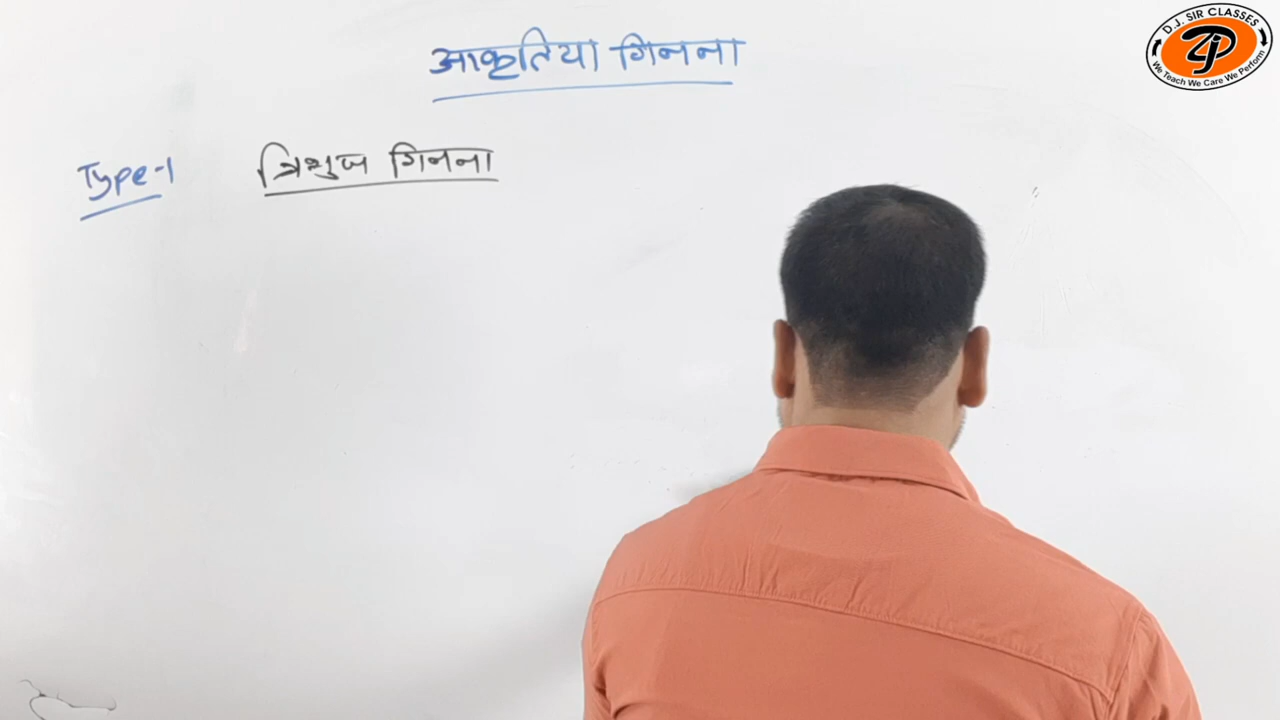 आकृतिया गिनना
Type-1 त्रिभुज गिनना
D.J. SIR CLASSES
We Teach We Care We Perform